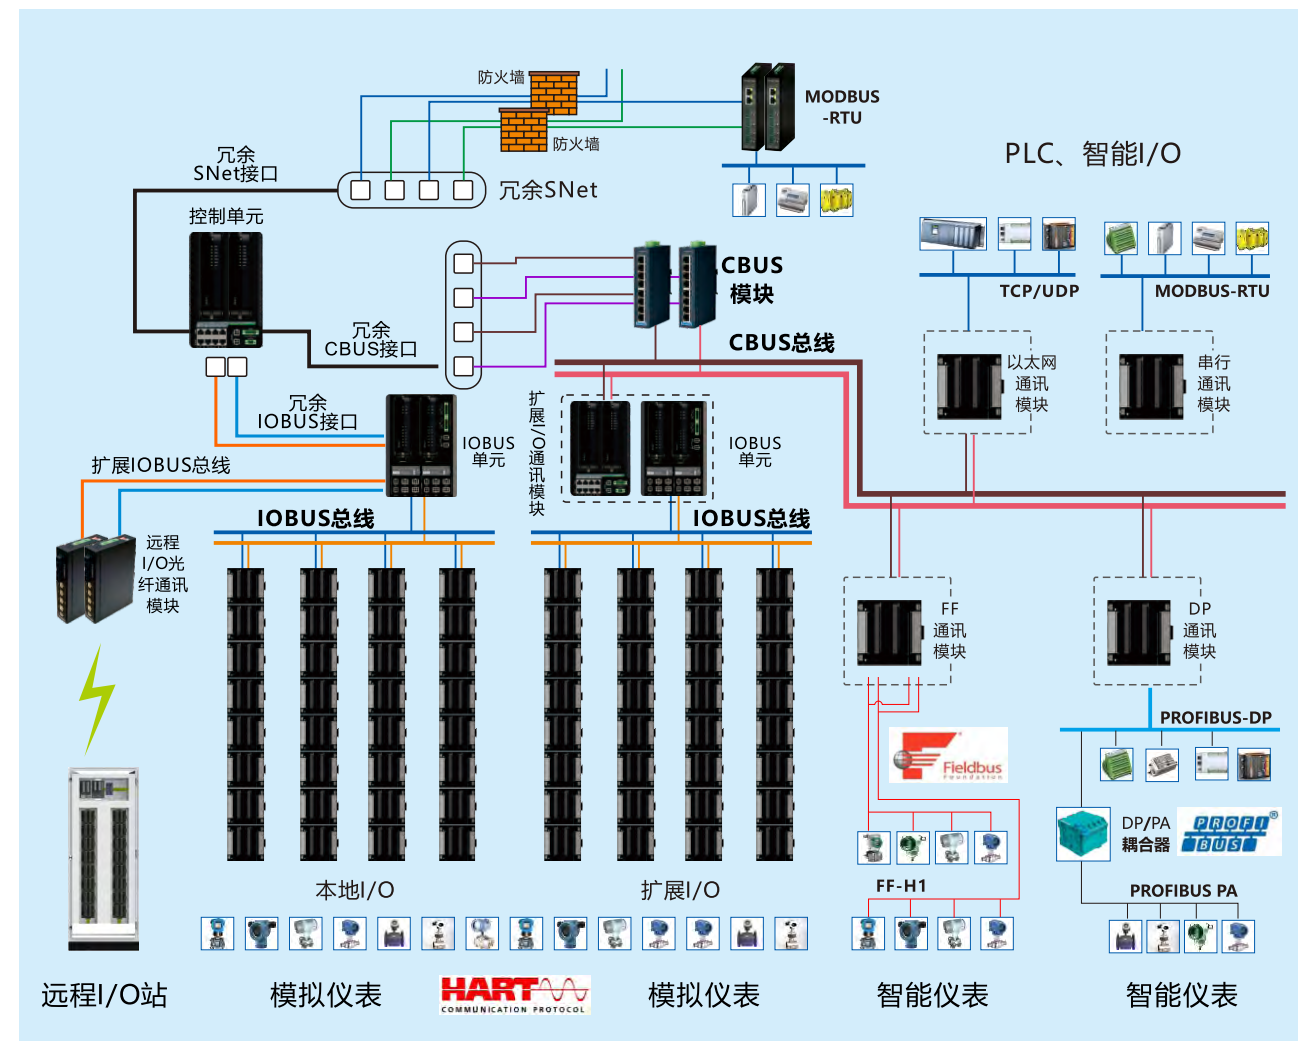 防火墙
防火墙
MODBUS
-RTU
PLC、智能I/O
冗余
SNet接口
冗余SNet
控制单元
CBUS
模块
TCP/UDP
MODBUS-RTU
冗余
CBUS接口
CBUS总线
以太网
通讯
模块
串行
通讯
模块
冗余
IOBUS接口
IOBUS
单元
扩展I/O通讯模块
IOBUS
单元
扩展IOBUS总线
IOBUS总线
IOBUS总线
远程
I/O光
纤通讯
模块
FF
通讯
模块
DP
通讯
模块
PROFIBUS-DP
Fieldbus
Foundation
DP/PA
耦合器
PROFI
BUS
®
FF-H1
PROFIBUS PA
本地I/O
扩展I/O
远程I/O站
模拟仪表
HART
COMMUNICATION PROTOCOL
模拟仪表
智能仪表
智能仪表